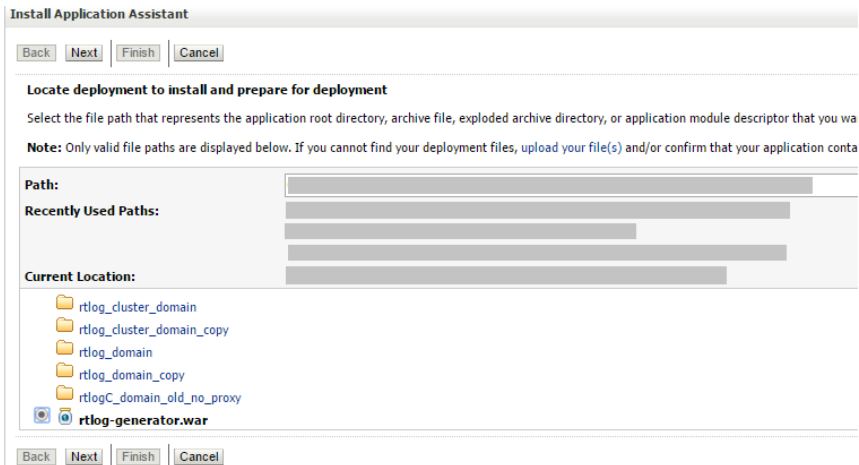 Install Application Assistant
Back Next Finish Cancel
Locate deployment to install and prepare for deployment
Select the file path that represents the application root directory, archive file, exploded archive directory, or application module descriptor that you wa
Note: Only valid file paths are displayed below. If you cannot find your deployment files, upload your file(s) and/or confirm that your application conta
Path:
Recently Used Paths:
Current Location:
rtlog_cluster_domain
rtlog_cluster_domain_copy
rtlog_domain
rtlog_domain_copy
rtlogC_domain_old_no_proxy
rtlog-generator.war
Back Next Finish Cancel